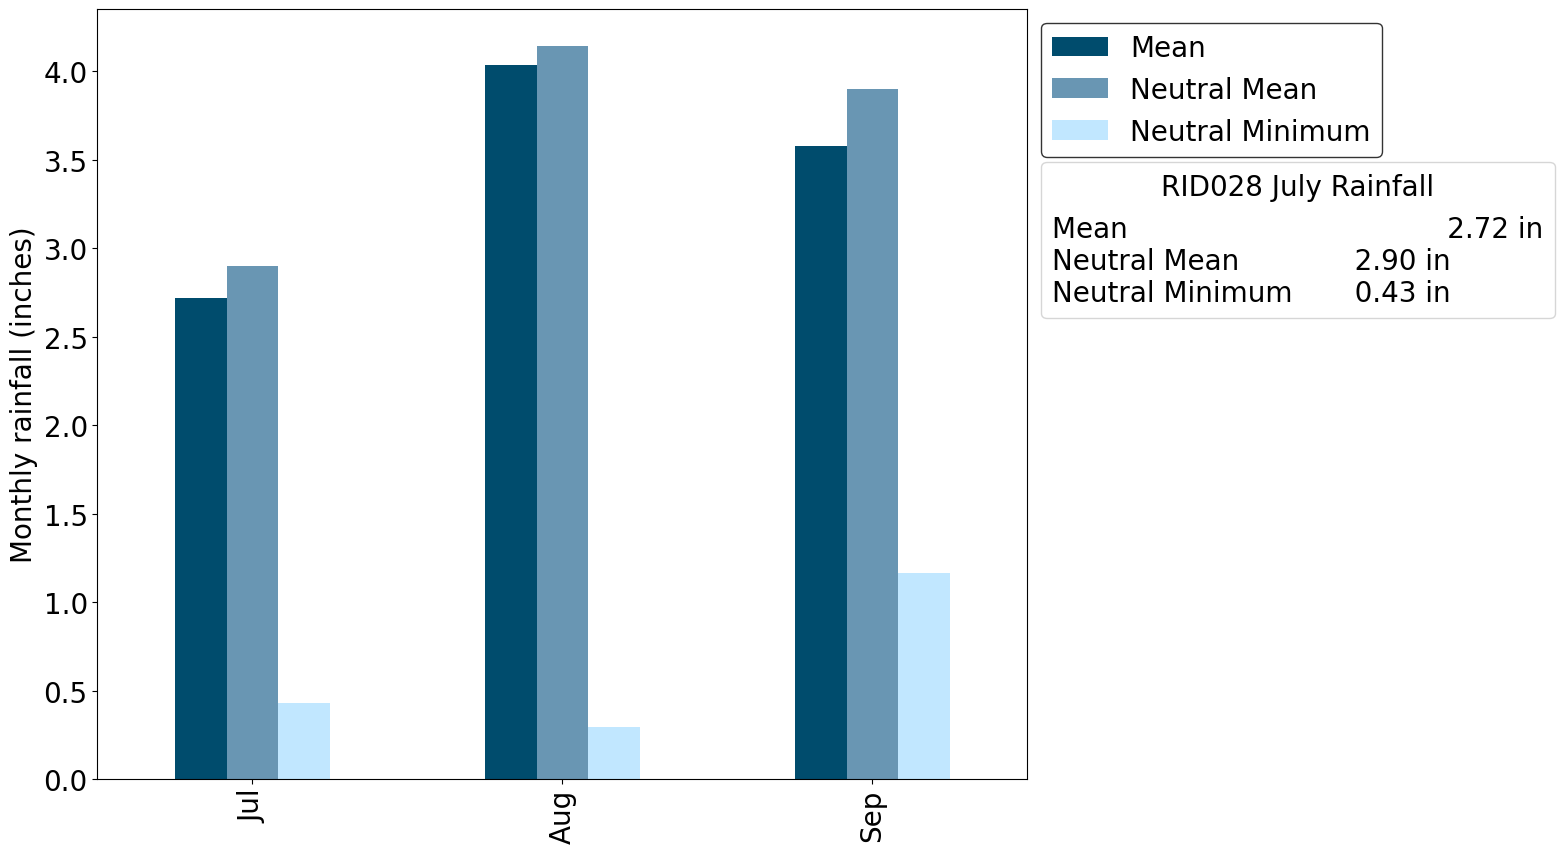 Monthly rainfall (inches)
4.0
3.5
3.0
2.5
2.0
1.5
1.0
0.5
0.0
Jul
Aug
Sep
Mean
Neutral Mean
Neutral Minimum
RID028 July Rainfall
Mean 2.72 in
Neutral Mean 2.90 in
Neutral Minimum 0.43 in